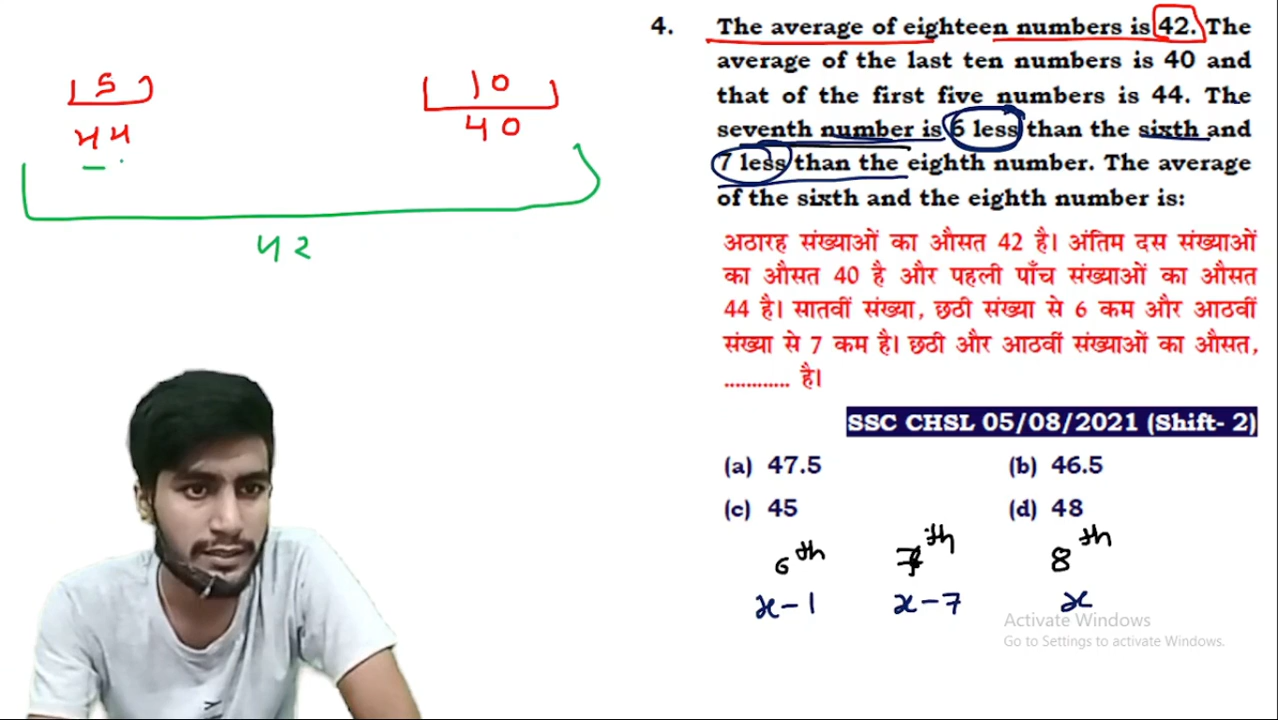 4. The average of eighteen numbers is 42. The
average of the last ten numbers is 40 and
that of the first five numbers is 44. The
seventh number is 6 less than the sixth and
7 less than the eighth number. The average
of the sixth and the eighth number is:
अठारह संख्याओं का औसत 42 है। अंतिम दस संख्याओं
का औसत 40 है और पहली पाँच संख्याओं का औसत
44 है। सातवीं संख्या, छठी संख्या से 6 कम और आठवीं
संख्या से 7 कम है। छठी और आठवीं संख्याओं का औसत,
............ है।
SSC CHSL 05/08/2021 (Shift- 2)
(a) 47.5 (b) 46.5
(c) 45 (d) 48
6th 7th 8th
x-1 x-7 x
5 10
44 40
42
Activate Windows
Go to Settings to activate Windows.